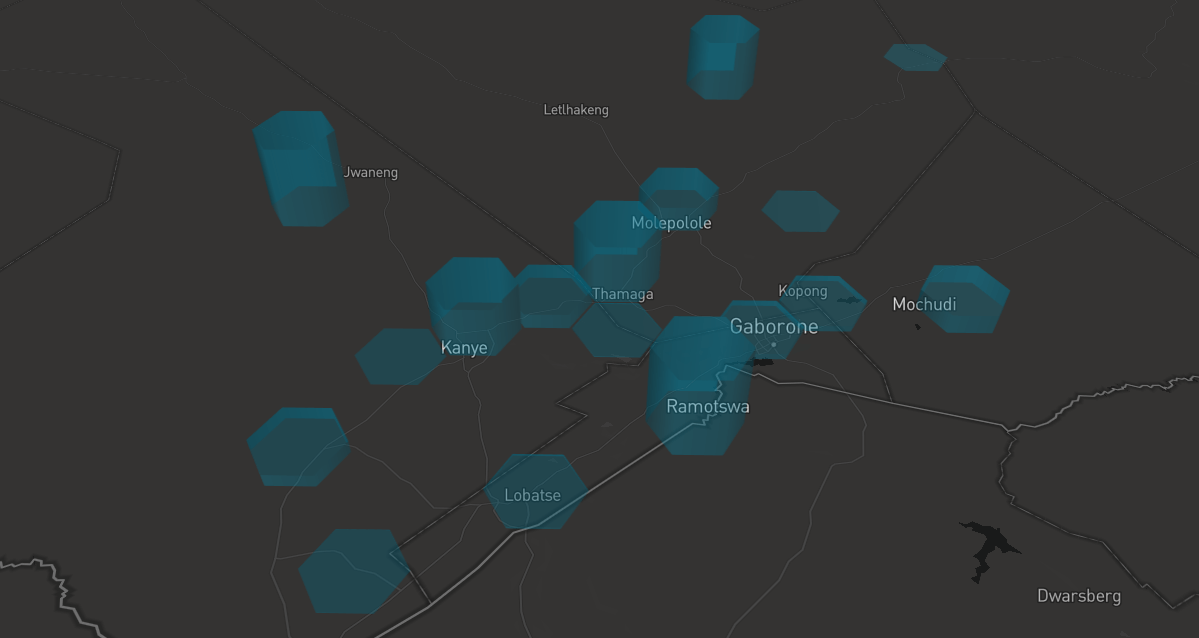 Letlhakeng
Jwaneng
Molepolole
Thamaga
Kopong
Mochudi
Gaborone
Kanye
Ramotswa
Lobatse
Dwarsberg